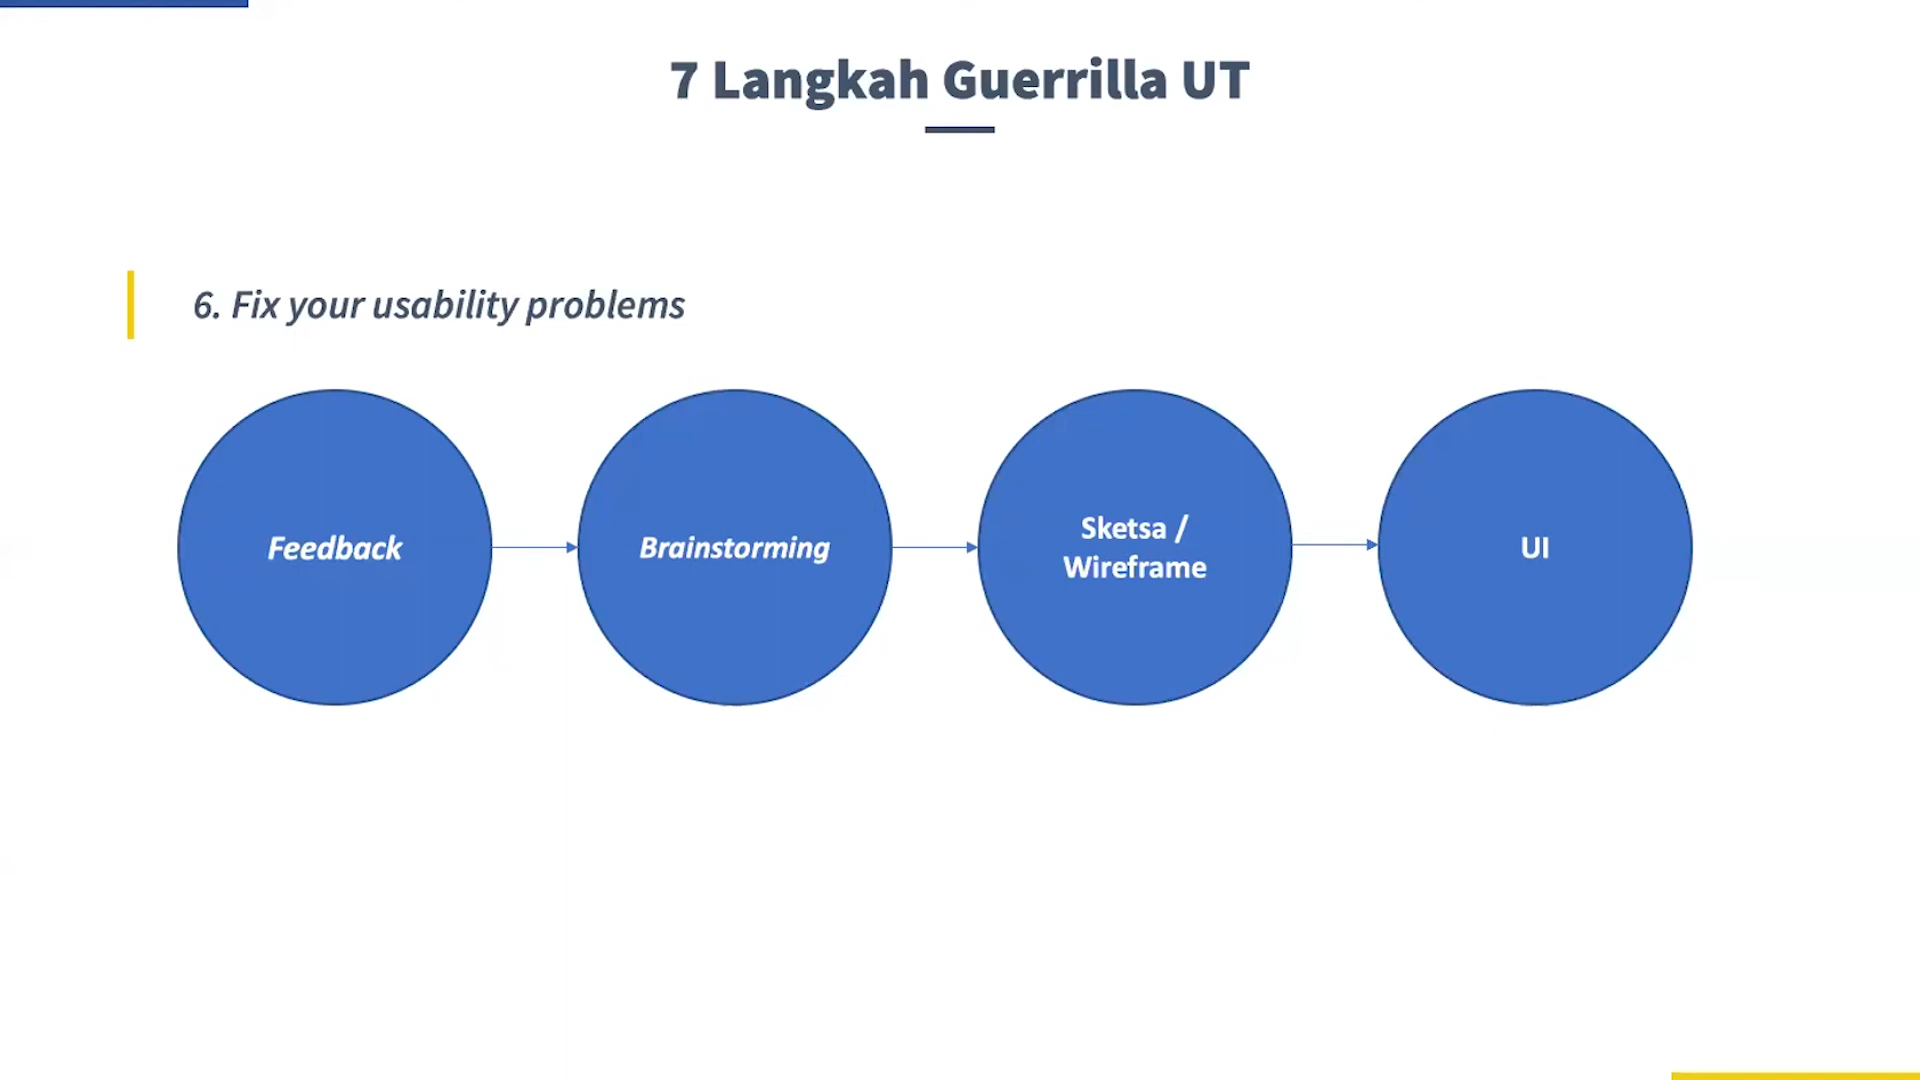 7 Langkah Guerrilla UT
6. Fix your usability problems
Feedback
Brainstorming
Sketsa /
Wireframe
UI